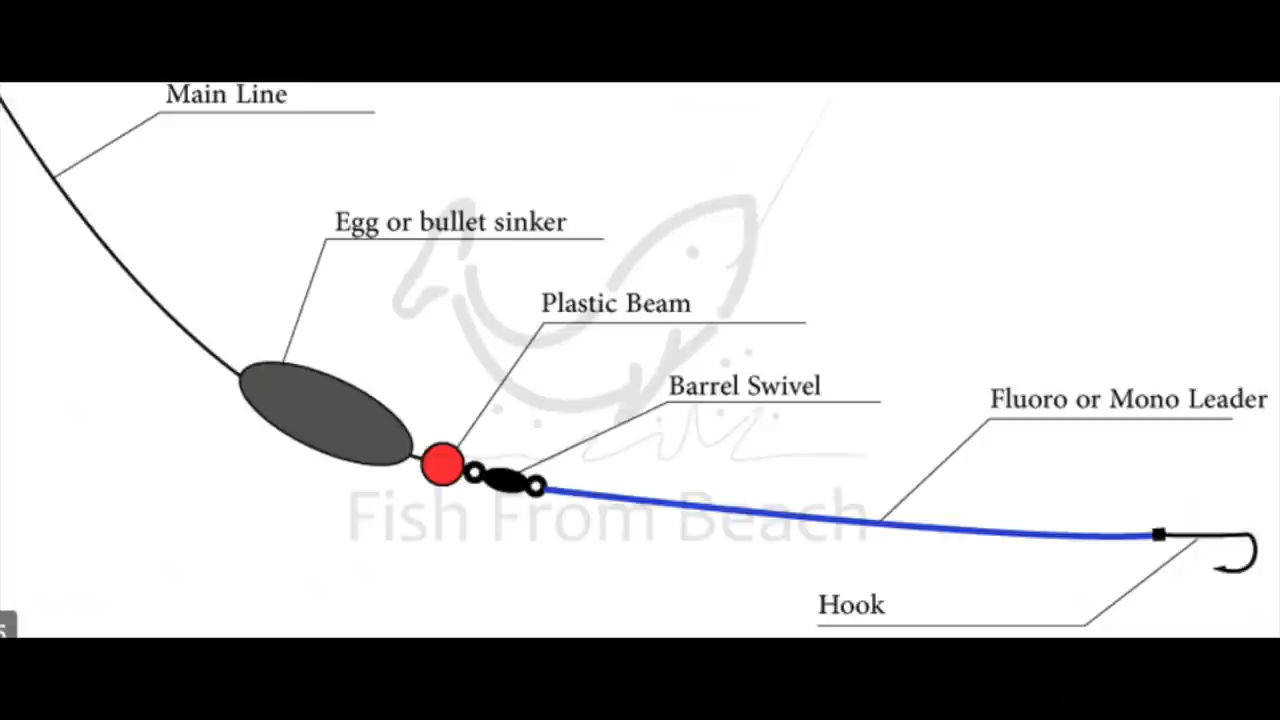 Main Line
Egg or bullet sinker
Plastic Beam
Barrel Swivel
Fluoro or Mono Leader
Fish From Beach
Hook